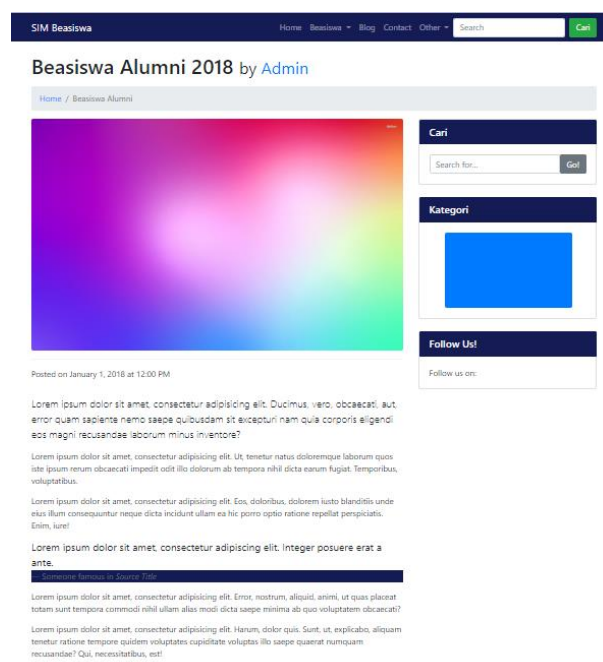 SIM Beasiswa
Home Beasiswa Blog Contact Other Search Cari
Beasiswa Alumni 2018 by Admin
Home / Beasiswa Alumni
Cari
Search for... Go!
Kategori
Follow Us!
Follow us on:
Posted on January 1, 2018 at 12:00 PM
Lorem ipsum dolor sit amet, consectetur adipisicing elit. Ducimus, vero, obcaecati, aut,
error quam sapiente nemo saepe quibusdam sit excepturi nam quia corporis eligendi
eos magni recusandae laborum minus inventore?
Lorem ipsum dolor sit amet, consectetur adipisicing elit. Ut, tenetur natus doloremque laborum quos
iste ipsum rerum obcaecati impedit odit illo dolorum ab tempora nihil dicta earum fugiat. Temporibus,
voluptatibus.
Lorem ipsum dolor sit amet, consectetur adipisicing elit. Eos, doloribus, dolorem iusto blanditiis unde
eius illum consequuntur neque dicta incidunt ullam ea hic porro optio ratione repellat perspiciatis.
Enim, iure!
Lorem ipsum dolor sit amet, consectetur adipiscing elit. Integer posuere erat a
ante.
— Someone famous in Source Title
Lorem ipsum dolor sit amet, consectetur adipisicing elit. Error, nostrum, aliquid, animi, ut quas placeat
totam sunt tempora commodi nihil ullam alias modi dicta saepe minima ab quo voluptatem obcaecati?
Lorem ipsum dolor sit amet, consectetur adipisicing elit. Harum, dolor quis. Sunt, ut, explicabo, aliquam
tenetur ratione tempore quidem voluptates cupiditate voluptas illo saepe quaerat numquam
recusandae? Qui, necessitatibus, est!